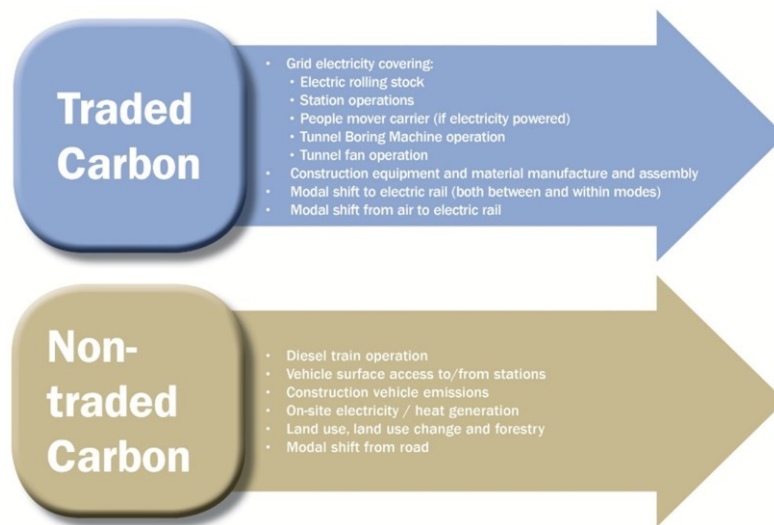 Traded
Carbon
• Grid electricity covering:
• Electric rolling stock
• Station operations
• People mover carrier (if electricity powered)
• Tunnel Boring Machine operation
• Tunnel fan operation
• Construction equipment and material manufacture and assembly
• Modal shift to electric rail (both between and within modes)
• Modal shift from air to electric rail
Non-
traded
Carbon
• Diesel train operation
• Vehicle surface access to/from stations
• Construction vehicle emissions
• On-site electricity / heat generation
• Land use, land use change and forestry
• Modal shift from road